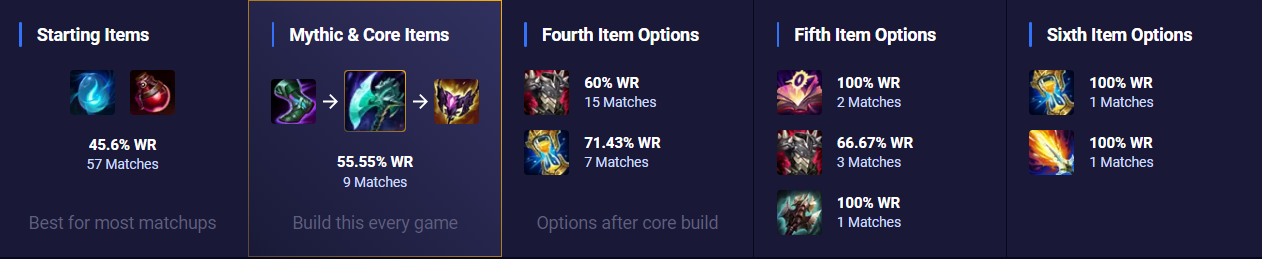 Starting Items
45.6% WR
57 Matches
Best for most matchups
Mythic & Core Items
55.55% WR
9 Matches
Build this every game
Fourth Item Options
60% WR
15 Matches
71.43% WR
7 Matches
Options after core build
Fifth Item Options
100% WR
2 Matches
66.67% WR
3 Matches
100% WR
1 Matches
Sixth Item Options
100% WR
1 Matches
100% WR
1 Matches